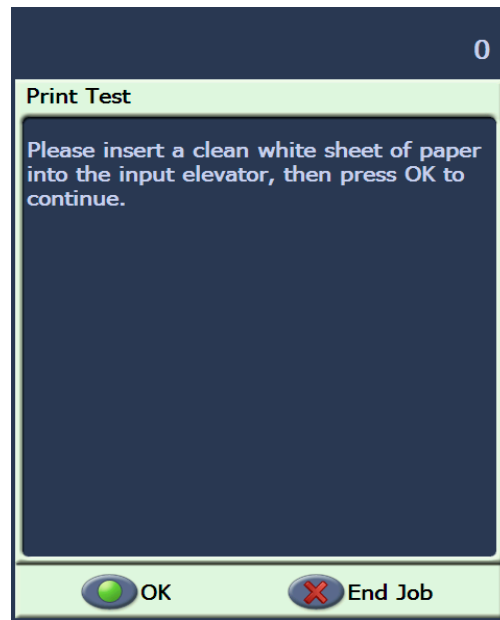 0
Print Test
Please insert a clean white sheet of paper
into the input elevator, then press OK to
continue.
OK
End Job